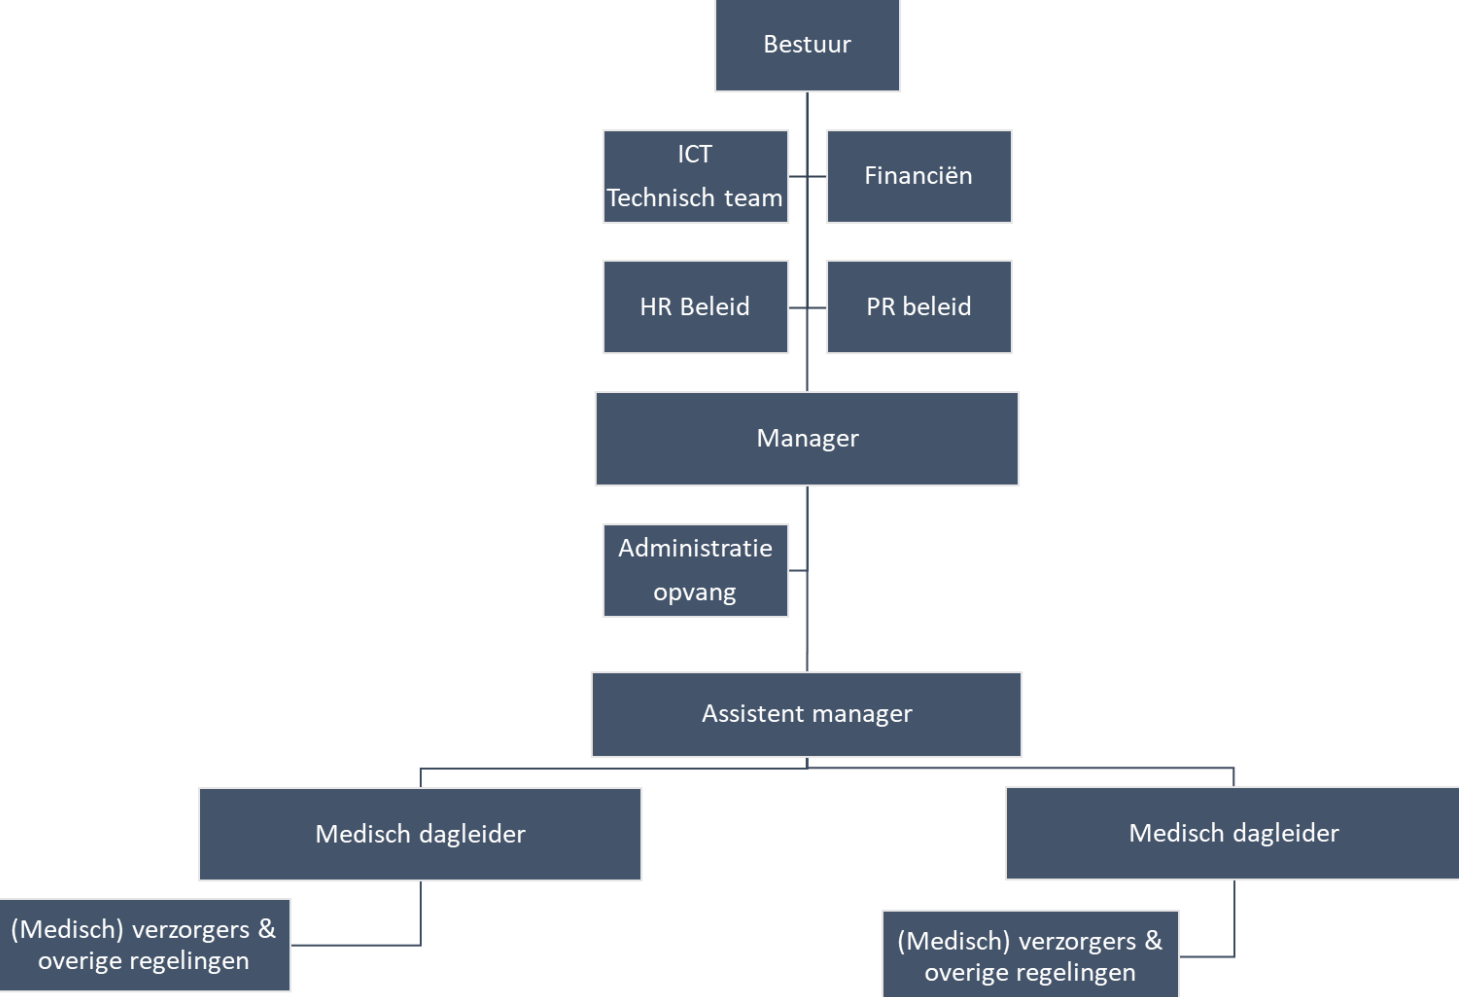 Bestuur
ICT
Technisch team
Financiën
HR Beleid
PR beleid
Manager
Administratie
opvang
Assistent manager
Medisch dagleider
Medisch dagleider
(Medisch) verzorgers &
overige regelingen
(Medisch) verzorgers &
overige regelingen